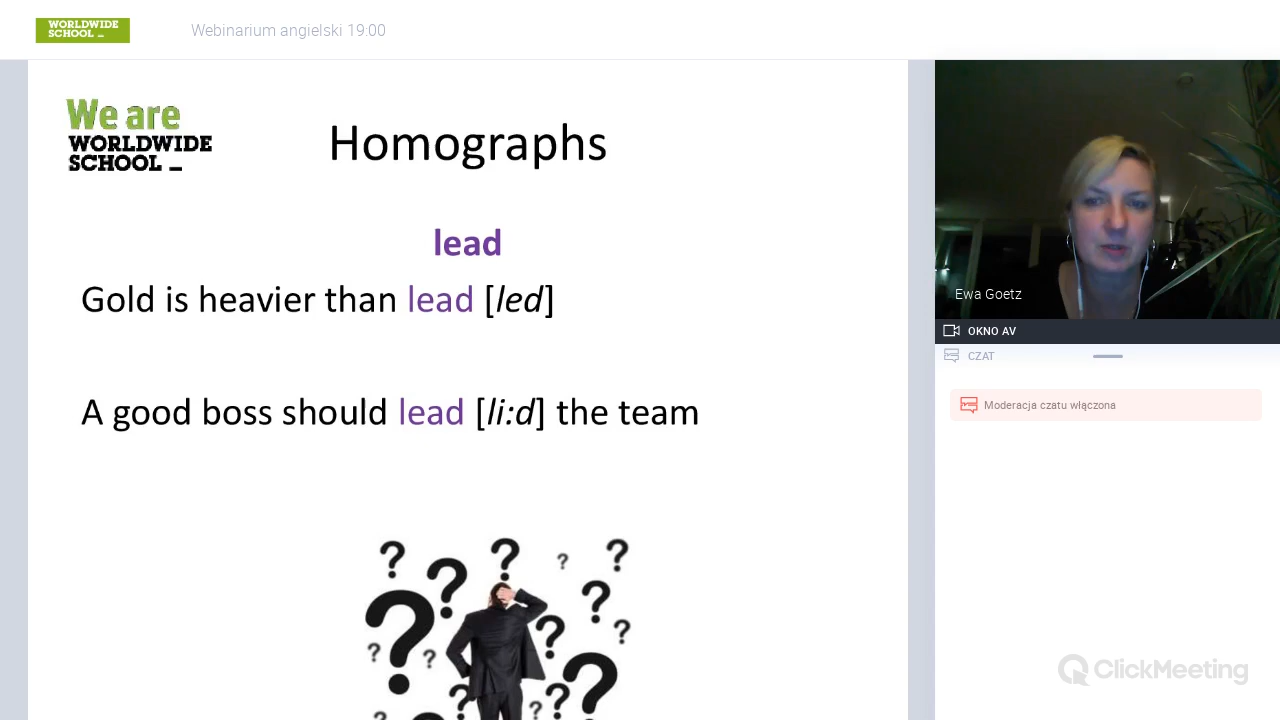 WORLDWIDE
SCHOOL _
Webinarium angielski 19:00
We are
WORLDWIDE
SCHOOL _
Homographs
lead
Gold is heavier than lead [led]
A good boss should lead [li:d] the team
? ? ? ? ? ? ? ? ? ? ? ? ? ? ?
Ewa Goetz
OKNO AV
CZAT
Moderacja czatu włączona
ClickMeeting